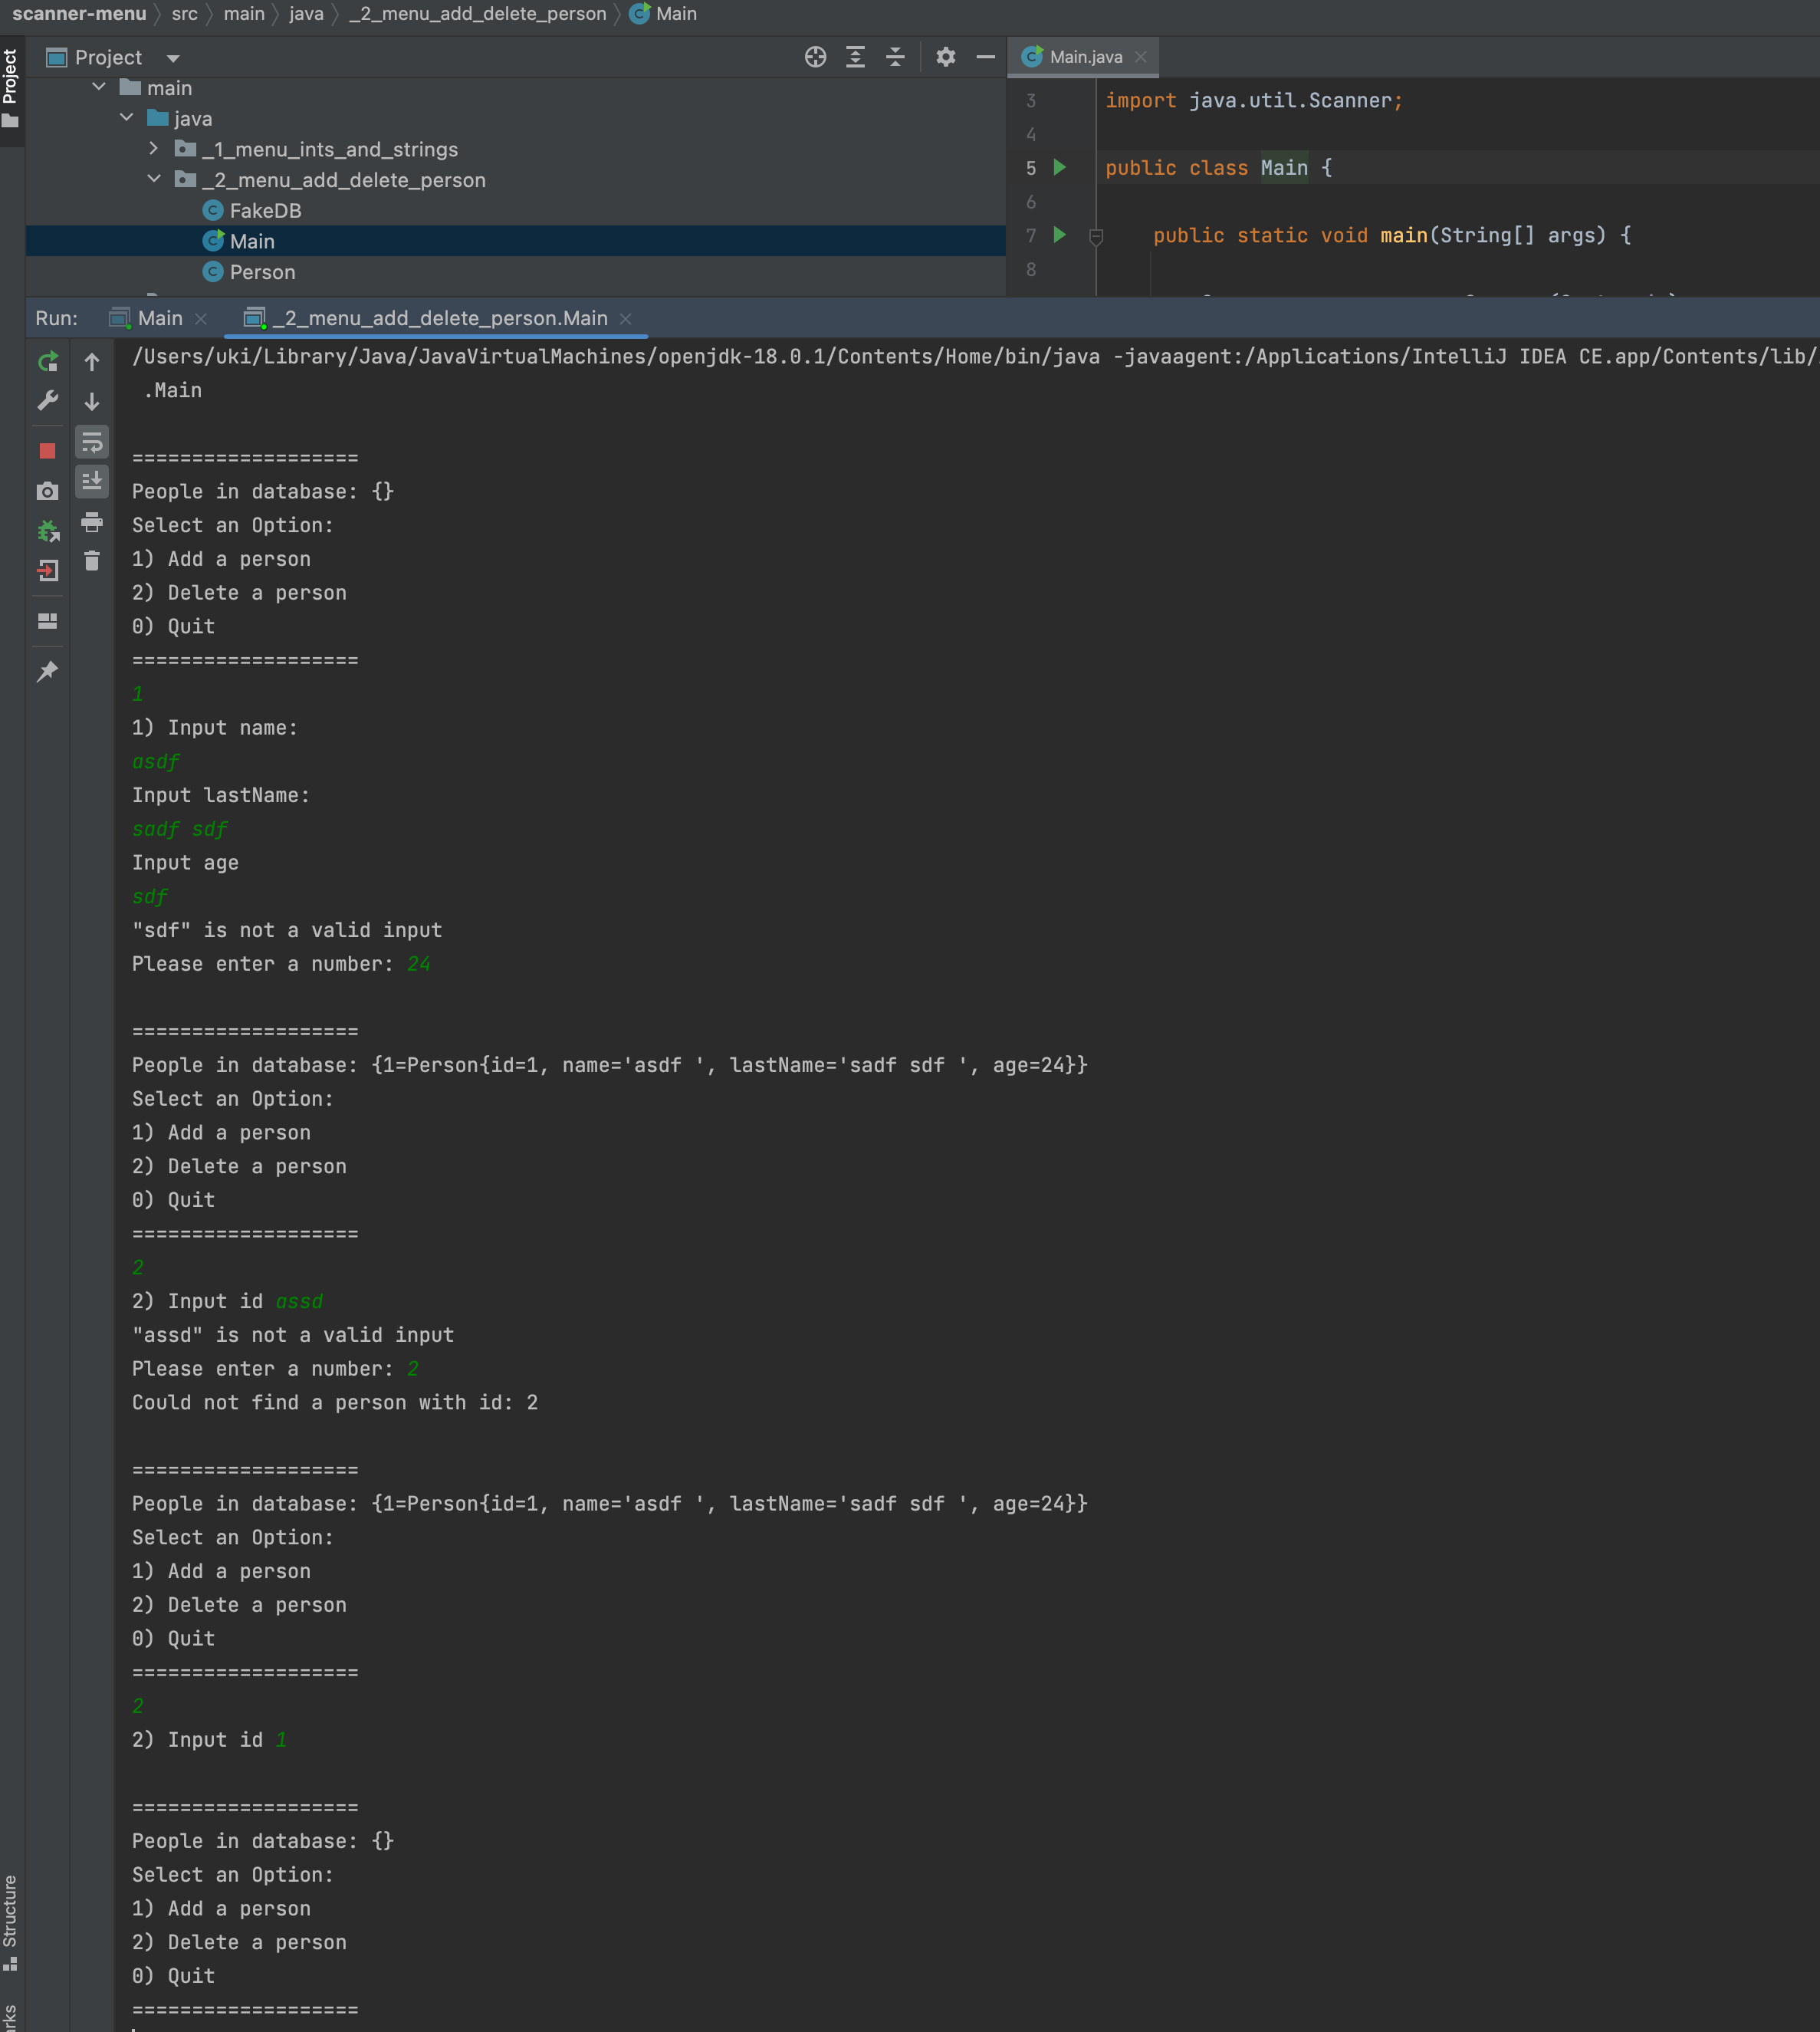 scanner-menu src main java _2_menu_add_delete_person Main
Project
Project
main
java
_1_menu_ints_and_strings
_2_menu_add_delete_person
FakeDB
Main
Person
Main.java
3 import java.util.Scanner;
4
5 public class Main {
6
7 public static void main(String[] args) {
8
Run: Main _2_menu_add_delete_person.Main
/Users/uki/Library/Java/JavaVirtualMachines/openjdk-18.0.1/Contents/Home/bin/java -javaagent:/Applications/IntelliJ IDEA CE.app/Contents/lib/
.Main
===================
People in database: {}
Select an Option:
1) Add a person
2) Delete a person
0) Quit
===================
1
1) Input name:
asdf
Input lastName:
sadf sdf
Input age
sdf
"sdf" is not a valid input
Please enter a number: 24
===================
People in database: {1=Person{id=1, name='asdf ', lastName='sadf sdf ', age=24}}
Select an Option:
1) Add a person
2) Delete a person
0) Quit
===================
2
2) Input id assd
"assd" is not a valid input
Please enter a number: 2
Could not find a person with id: 2
===================
People in database: {1=Person{id=1, name='asdf ', lastName='sadf sdf ', age=24}}
Select an Option:
1) Add a person
2) Delete a person
0) Quit
===================
2
2) Input id 1
===================
People in database: {}
Select an Option:
1) Add a person
2) Delete a person
0) Quit
===================
Structure